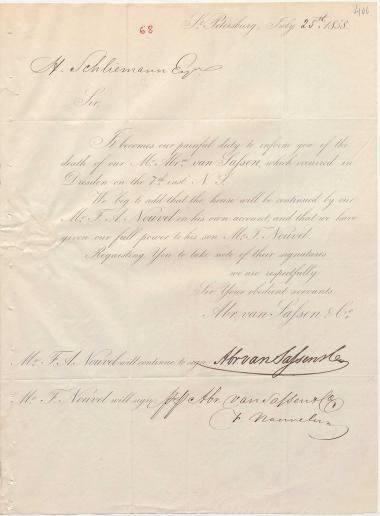 406
68
St. Petersburg, July 25th. 1858.
H. Schliemann Esqre
Sir,
It becomes our painful duty to inform you of the
death of our Mr. Abrm. van Sassen, which occurred in
Dresden on the 7th inst. N. S.
We beg to add that the house will be continued by our
Mr. F. A. Nouvel on his own account, and that we have
given our full power to his son Mr. F. Nouvel.
Requesting You to take note of their signatures
we are respectfully
Sir Your obedient servants
Abr. van Sassen & Co.
Mr. F. A. Nouvel will continue to sign Abr van Sassen & Co
Mr. F. Nouvel will sign ppp Abr. van Sassen & Co
F. Nouvel